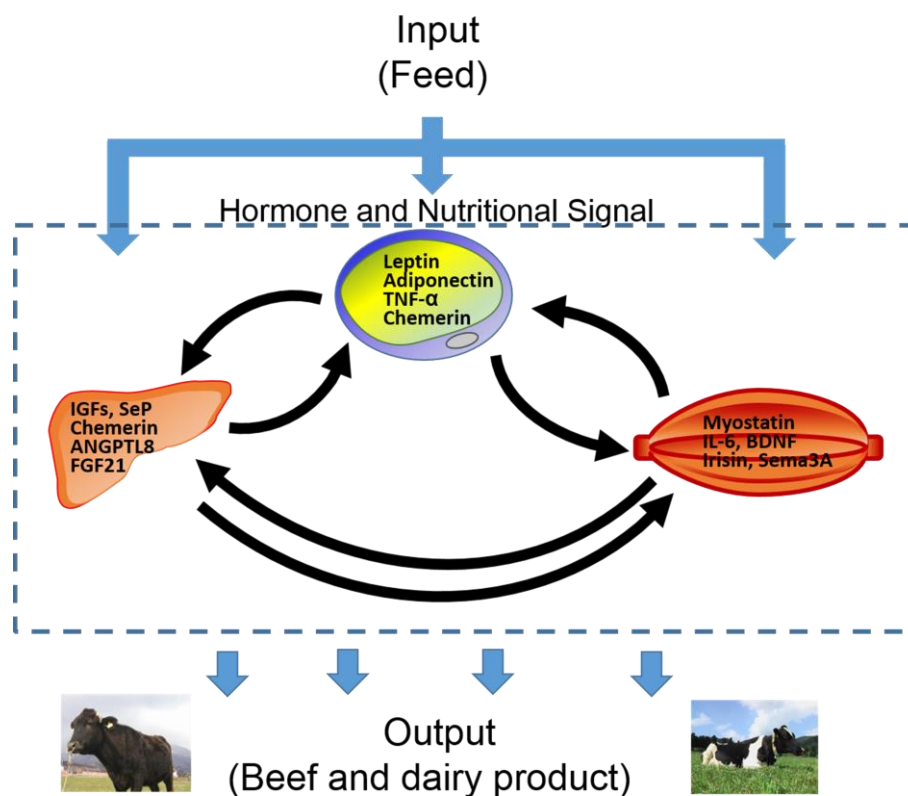 Input
(Feed)
Hormone and Nutritional Signal
Leptin
Adiponectin
TNF-α
Chemerin
IGFs, SeP
Chemerin
ANGPTL8
FGF21
Myostatin
IL-6, BDNF
Irisin, Sema3A
Output
(Beef and dairy product)